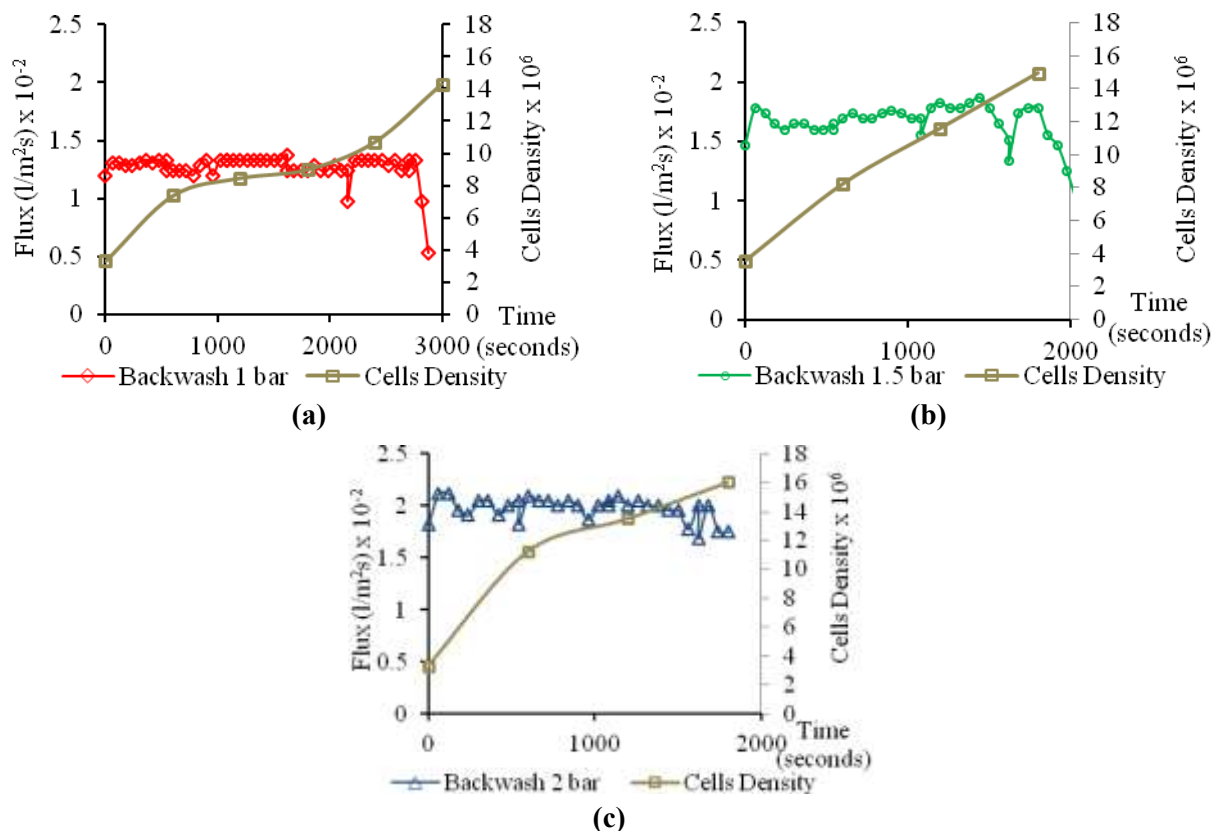 2.5
2
1.5
1
0.5
0
Flux (l/m²s) x 10⁻²
18
16
14
12
10
8
6
4
2
0
Cells Density x 10⁶
0 1000 2000 3000
Time
(seconds)
Backwash 1 bar Cells Density
(a)
2.5
2
1.5
1
0.5
0
Flux (l/m²s) x 10⁻²
18
16
14
12
10
8
6
4
2
0
Cells Density x 10⁶
0 1000 2000
Time
(seconds)
Backwash 1.5 bar Cells Density
(b)
2.5
2
1.5
1
0.5
0
Flux (l/m²s) x 10⁻²
18
16
14
12
10
8
6
4
2
0
Cells Density x 10⁶
0 1000 2000
Time
(seconds)
Backwash 2 bar Cells Density
(c)